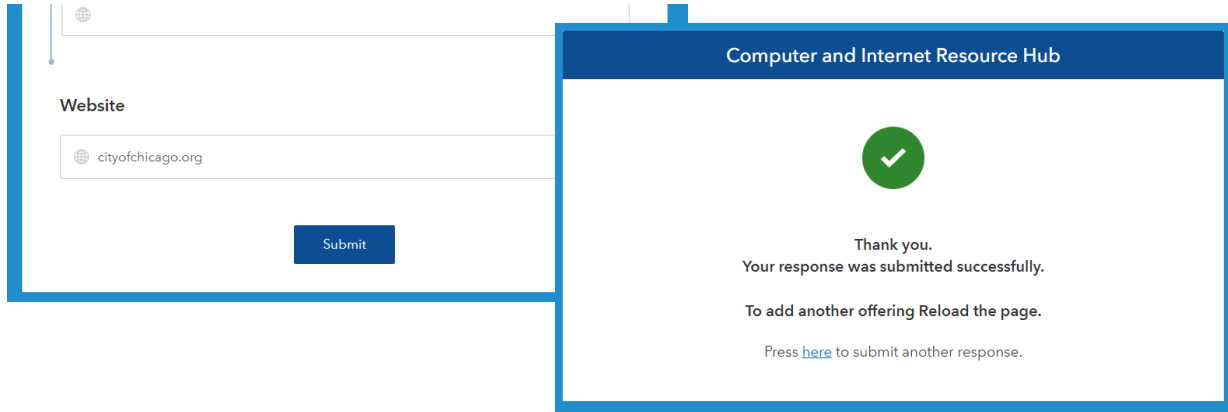 Website
cityofchicago.org
Submit
Computer and Internet Resource Hub
Thank you.
Your response was submitted successfully.
To add another offering Reload the page.
Press here to submit another response.